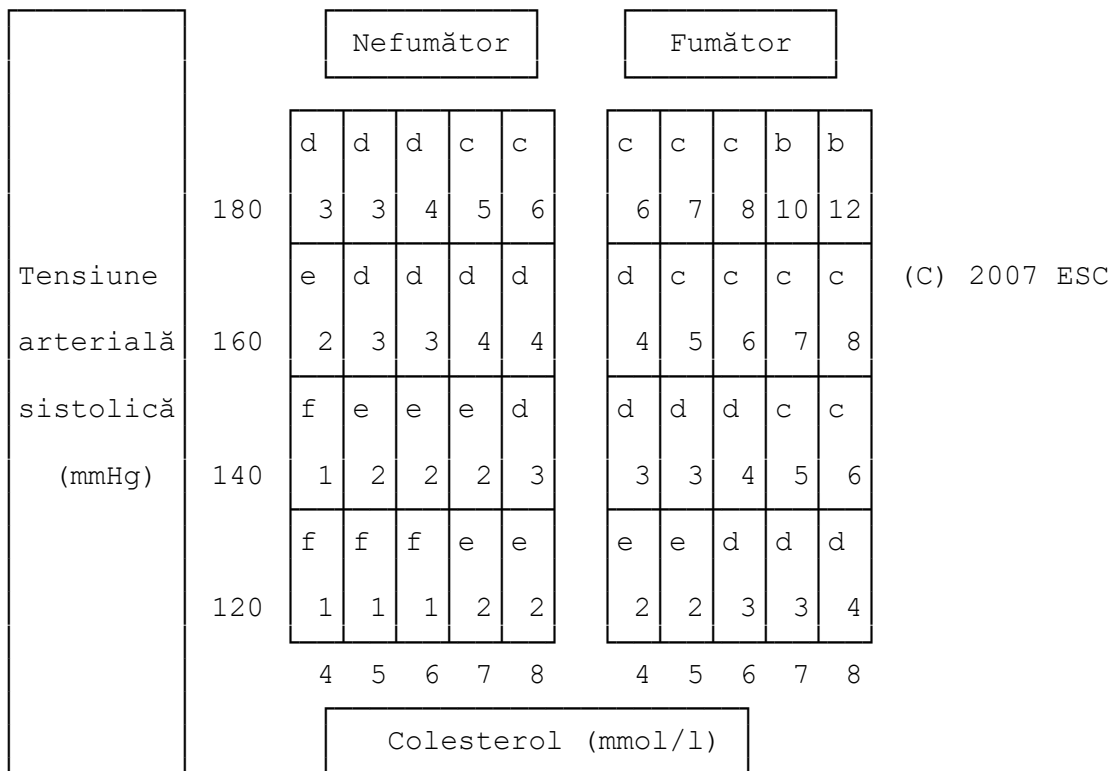 Nefumător Fumător
d d d c c c c c b b
180 3 3 4 5 6 6 7 8 10 12
Tensiune e d d d d d c c c c (C) 2007 ESC
arterială 160 2 3 3 4 4 4 5 6 7 8
sistolică f e e e d d d d c c
(mmHg) 140 1 2 2 2 3 3 3 4 5 6
f f f e e e e d d d
120 1 1 1 2 2 2 2 3 3 4
4 5 6 7 8 4 5 6 7 8
Colesterol (mmol/l)